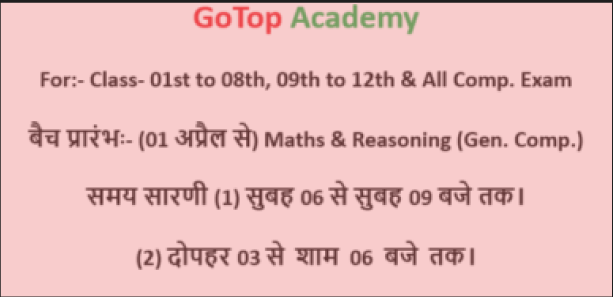 GoTop Academy
For:- Class- 01st to 08th, 09th to 12th & All Comp. Exam
बैच प्रारंभः- (01 अप्रैल से) Maths & Reasoning (Gen. Comp.)
समय सारणी (1) सुबह 06 से सुबह 09 बजे तक।
(2) दोपहर 03 से शाम 06 बजे तक।